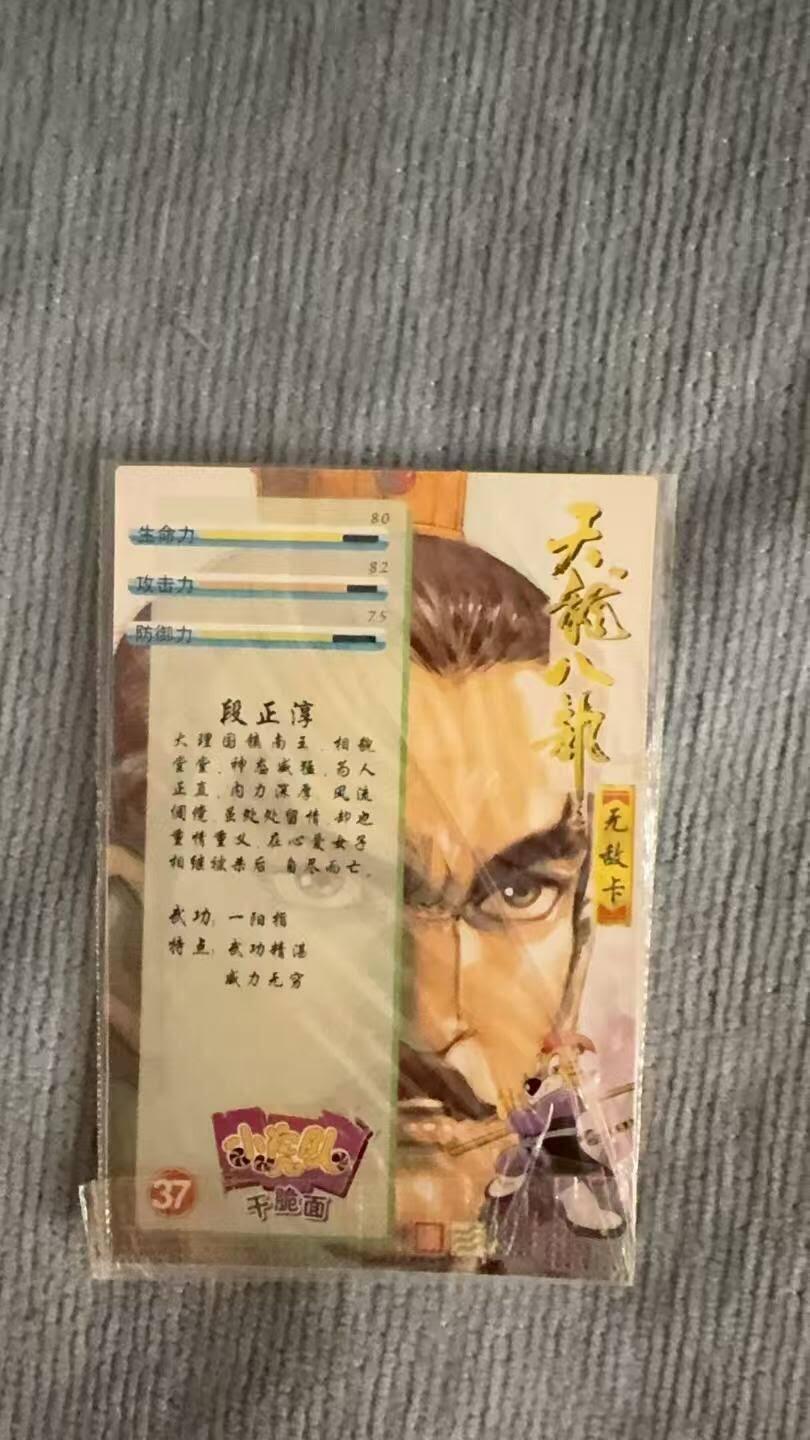 80
生命力
82
攻击力
75
防御力
天龍八部
无敌卡
段正淳
大理国镇南王，相貌
堂堂，神态威猛，为人
正直，内力深厚，风流
倜傥，虽处处留情，却也
重情重义，在心爱女子
相继被杀后，自尽而亡。
武功：一阳指
特点：武功精湛
威力无穷
小虎队
干脆面
37